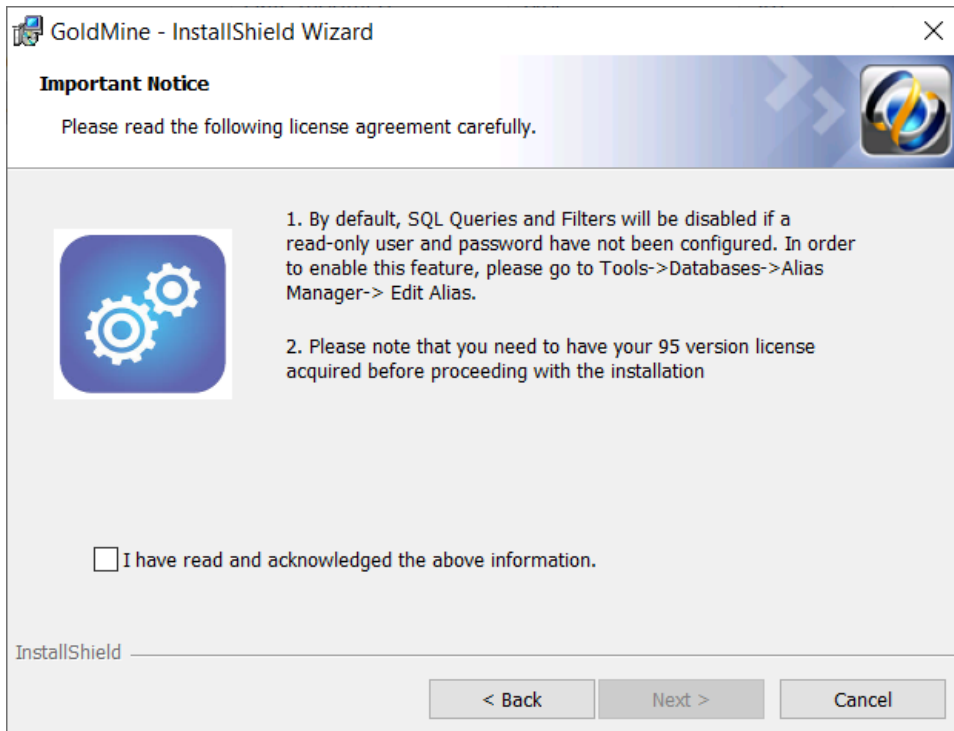 GoldMine - InstallShield Wizard
Important Notice
Please read the following license agreement carefully.
1. By default, SQL Queries and Filters will be disabled if a
read-only user and password have not been configured. In order
to enable this feature, please go to Tools->Databases->Alias
Manager-> Edit Alias.
2. Please note that you need to have your 95 version license
acquired before proceeding with the installation
I have read and acknowledged the above information.
InstallShield
< Back
Next >
Cancel